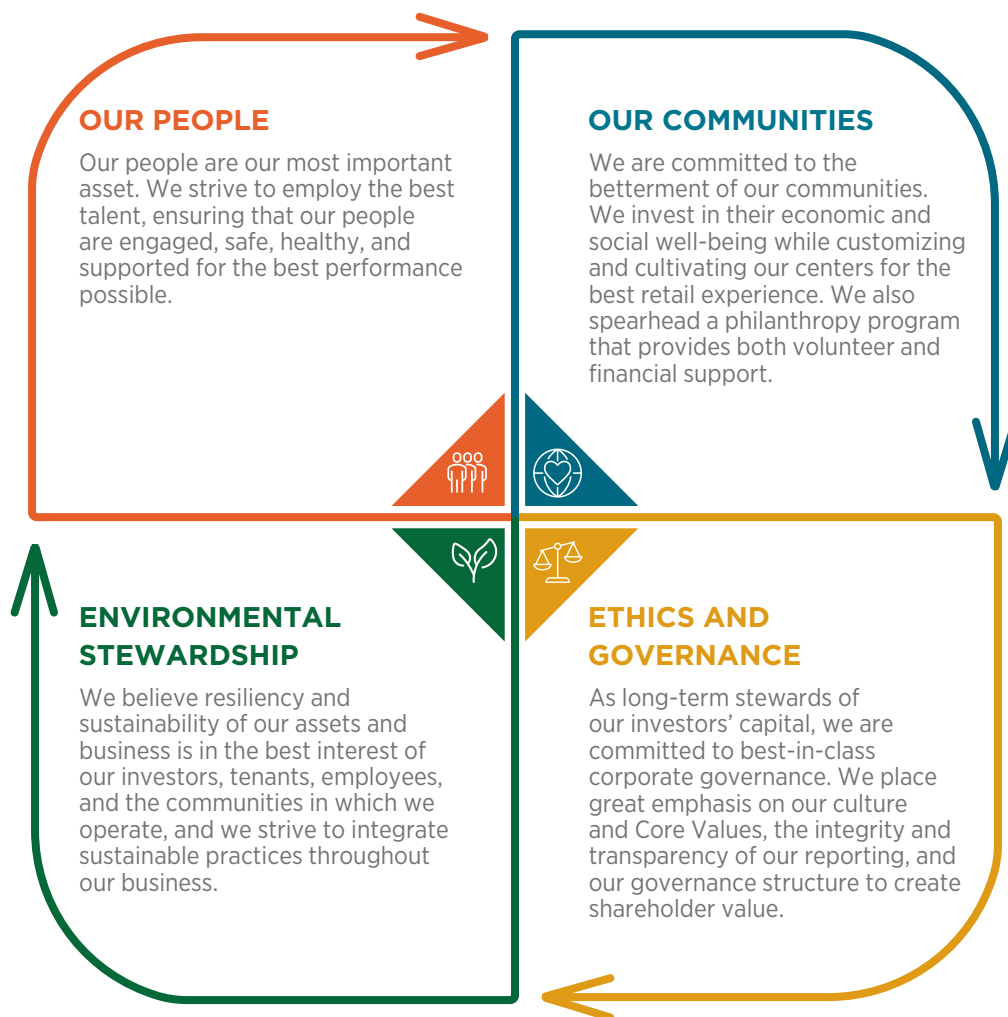 OUR PEOPLE
Our people are our most important
asset. We strive to employ the best
talent, ensuring that our people
are engaged, safe, healthy, and
supported for the best performance
possible.
OUR COMMUNITIES
We are committed to the
betterment of our communities.
We invest in their economic and
social well-being while customizing
and cultivating our centers for the
best retail experience. We also
spearhead a philanthropy program
that provides both volunteer and
financial support.
ENVIRONMENTAL
STEWARDSHIP
We believe resiliency and
sustainability of our assets and
business is in the best interest of
our investors, tenants, employees,
and the communities in which we
operate, and we strive to integrate
sustainable practices throughout
our business.
ETHICS AND
GOVERNANCE
As long-term stewards of
our investors’ capital, we are
committed to best-in-class
corporate governance. We place
great emphasis on our culture
and Core Values, the integrity and
transparency of our reporting, and
our governance structure to create
shareholder value.